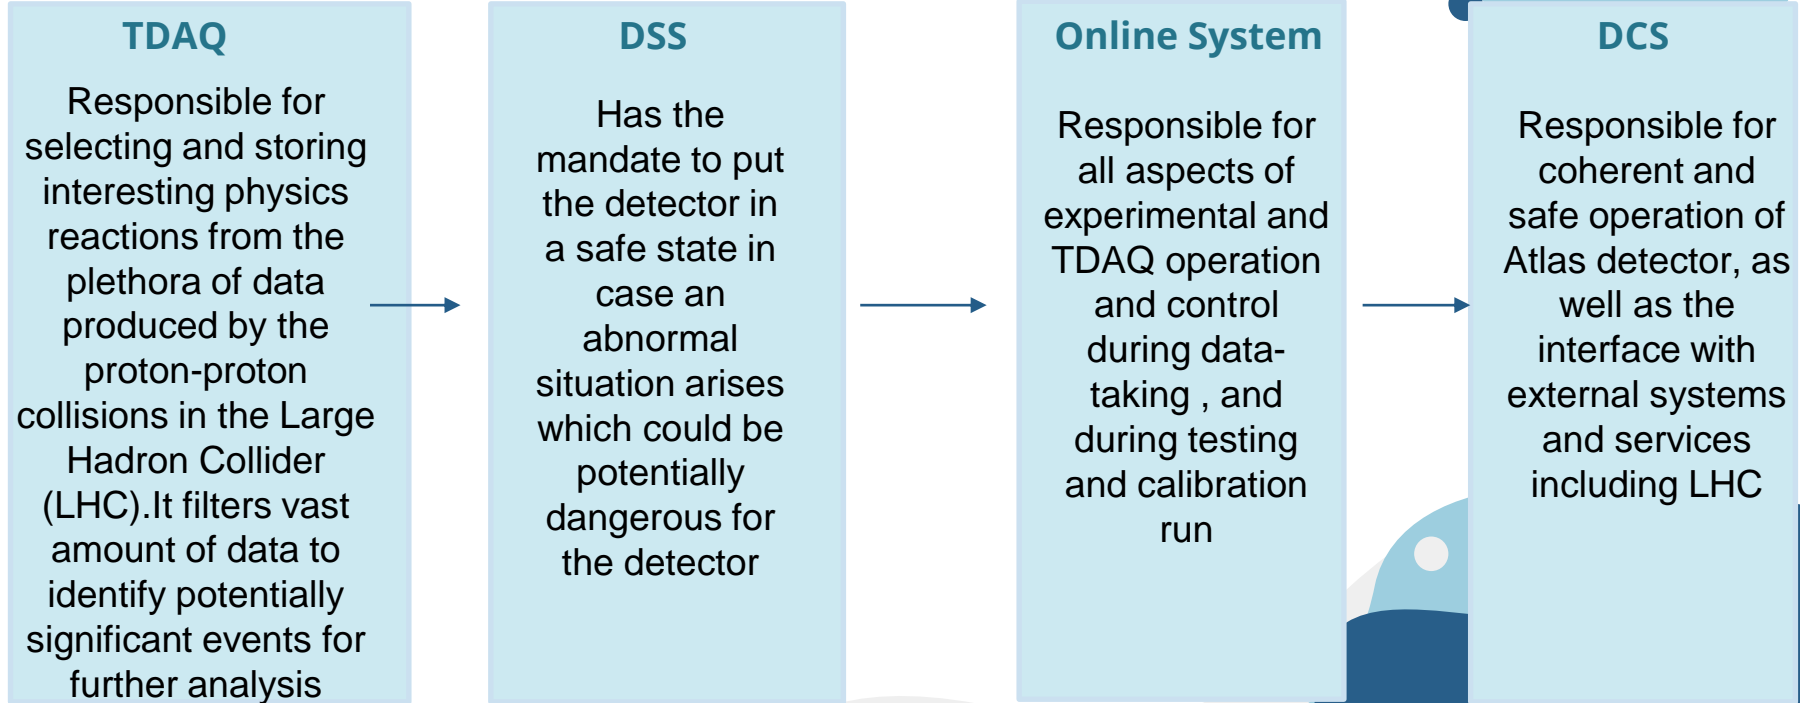 TDAQ
Responsible for
selecting and storing
interesting physics
reactions from the
plethora of data
produced by the
proton-proton
collisions in the Large
Hadron Collider
(LHC).It filters vast
amount of data to
identify potentially
significant events for
further analysis
DSS
Has the
mandate to put
the detector in
a safe state in
case an
abnormal
situation arises
which could be
potentially
dangerous for
the detector
Online System
Responsible for
all aspects of
experimental and
TDAQ operation
and control
during data-
taking , and
during testing
and calibration
run
DCS
Responsible for
coherent and
safe operation of
Atlas detector, as
well as the
interface with
external systems
and services
including LHC